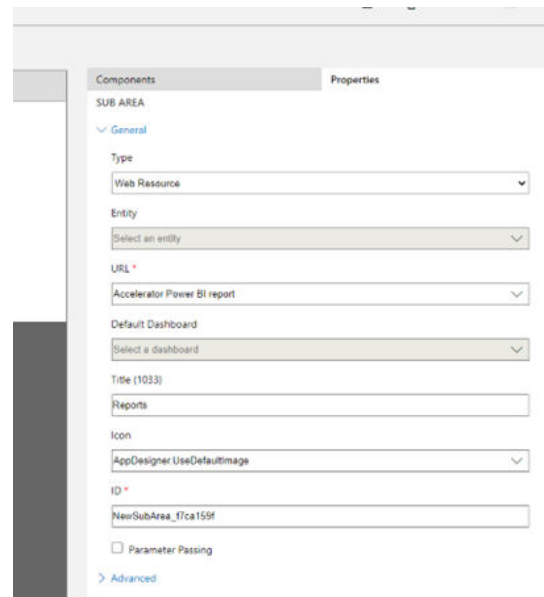 Components
Properties
SUB AREA
General
Type
Web Resource
Entity
Select an entity
URL *
Accelerator Power BI report
Default Dashboard
Select a dashboard
Title (1033)
Reports
Icon
AppDesigner.UseDefaultImage
ID *
NewSubArea_f7ca159f
Parameter Passing
Advanced